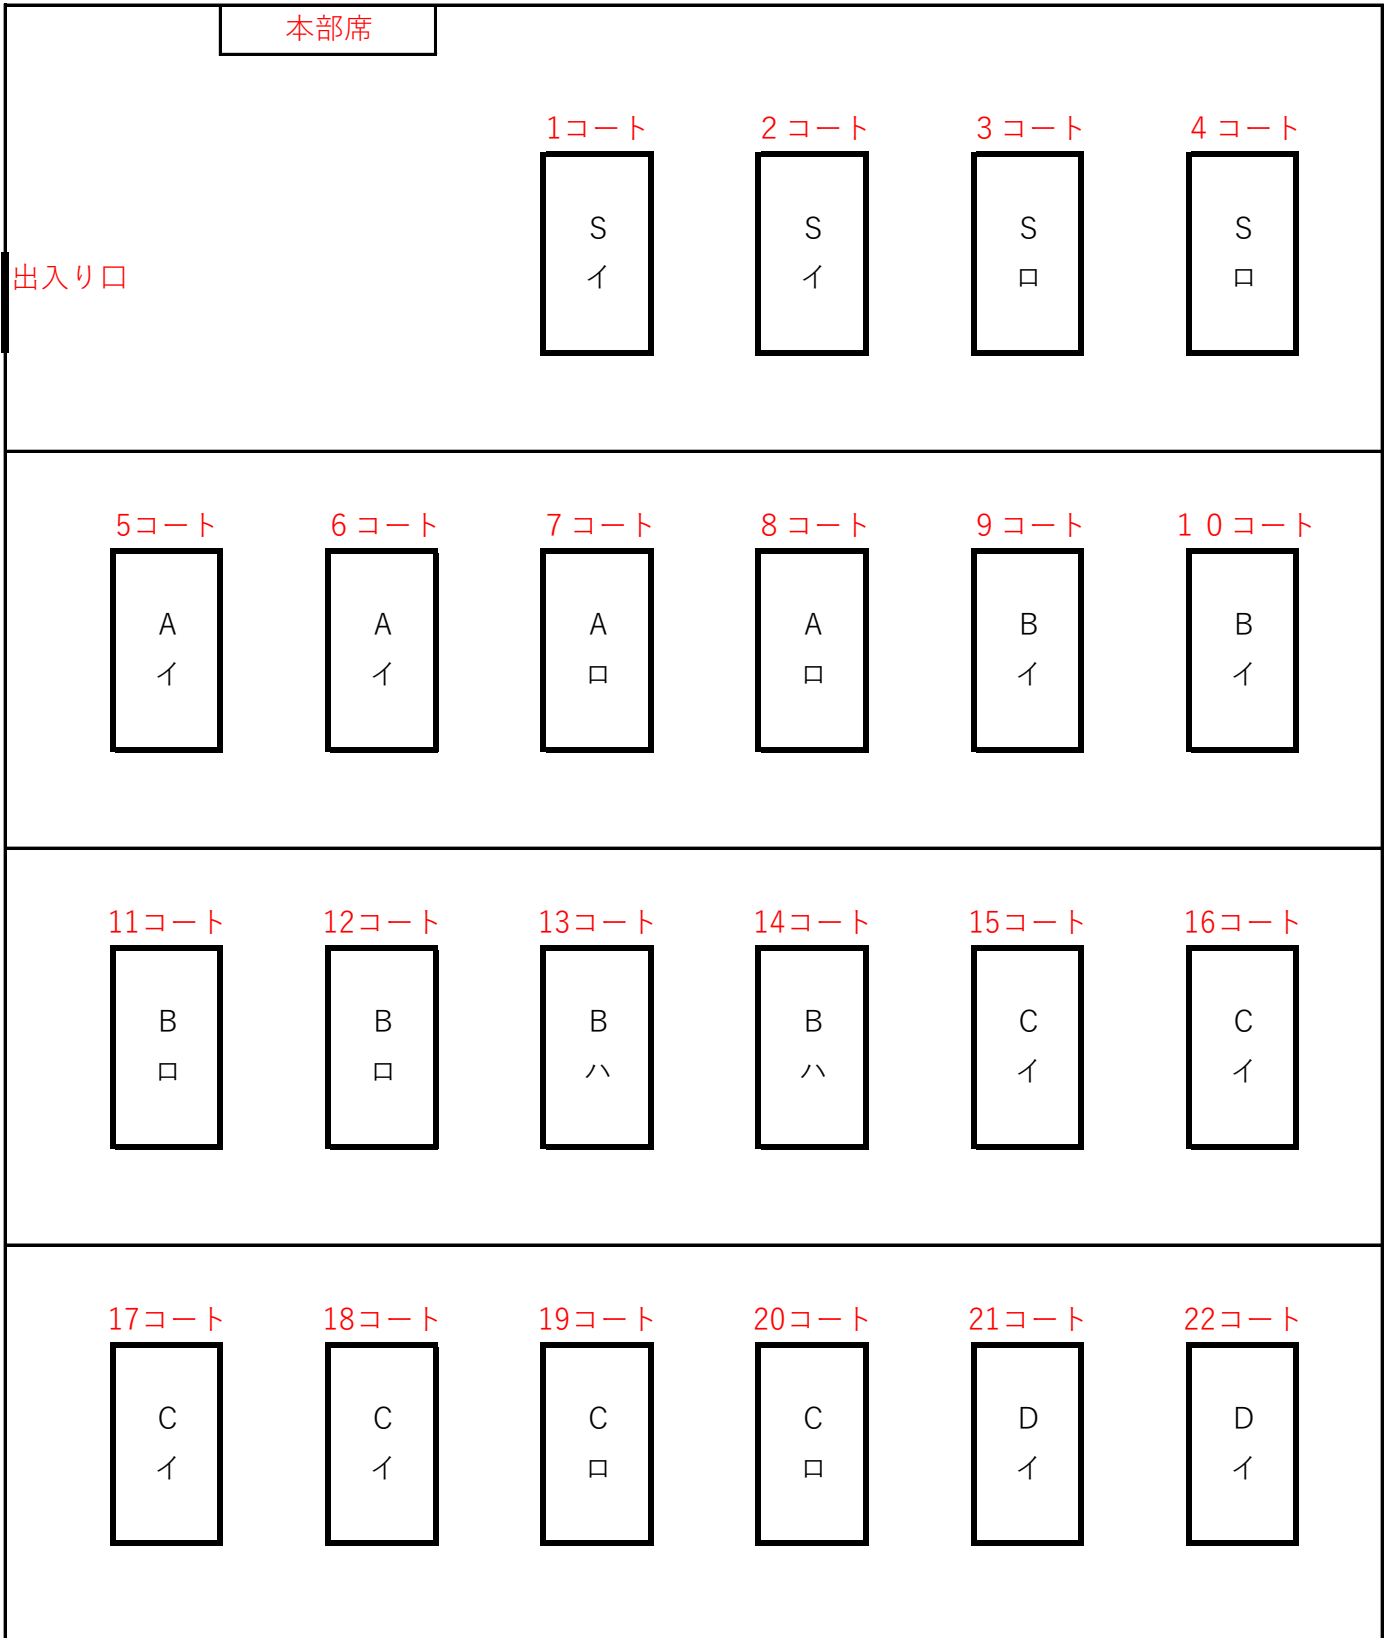 本部席
1コート 2 コート 3 コート 4 コート
S S S S
イ イ ロ ロ
出入り口
5コート 6 コート 7 コート 8 コート 9 コート 1 0 コート
A A A A B B
イ イ ロ ロ イ イ
11コート 12コート 13コート 14コート 15コート 16コート
B B B B C C
ロ ロ ハ ハ イ イ
17コート 18コート 19コート 20コート 21コート 22コート
C C C C D D
イ イ ロ ロ イ イ